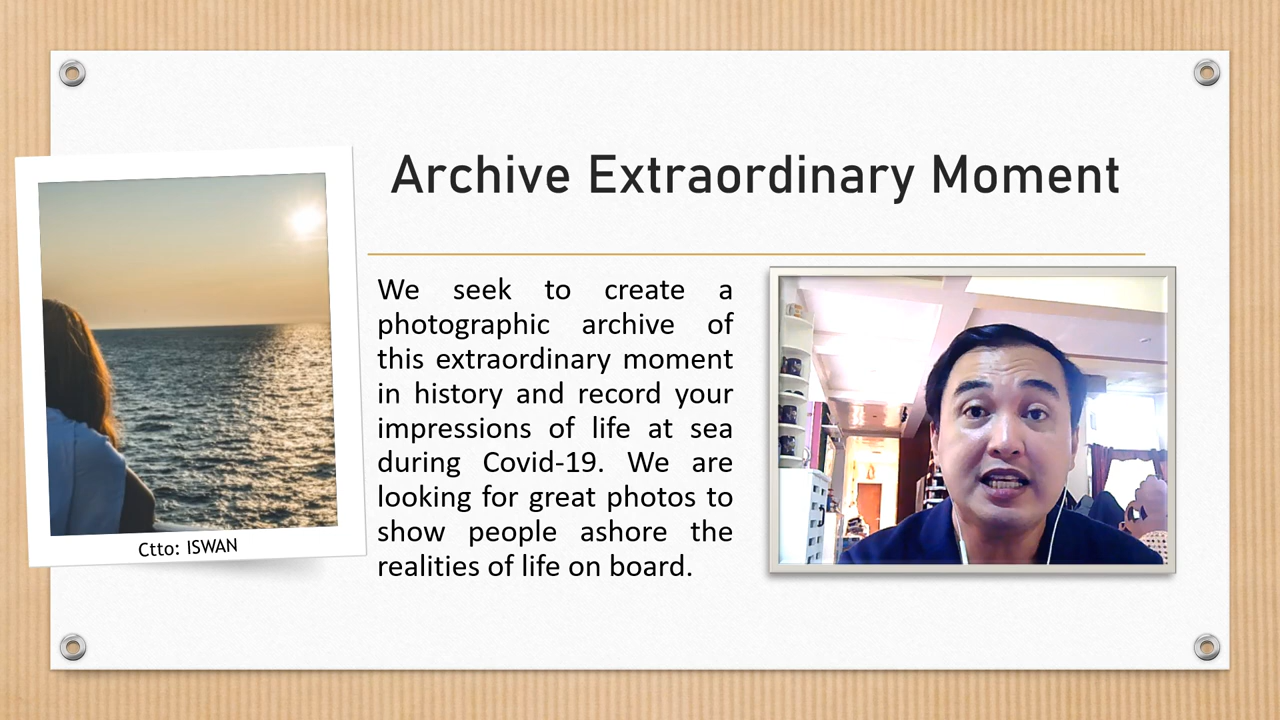 Archive Extraordinary Moment
We seek to create a
photographic archive of
this extraordinary moment
in history and record your
impressions of life at sea
during Covid-19. We are
looking for great photos to
show people ashore the
realities of life on board.
Ctto: ISWAN